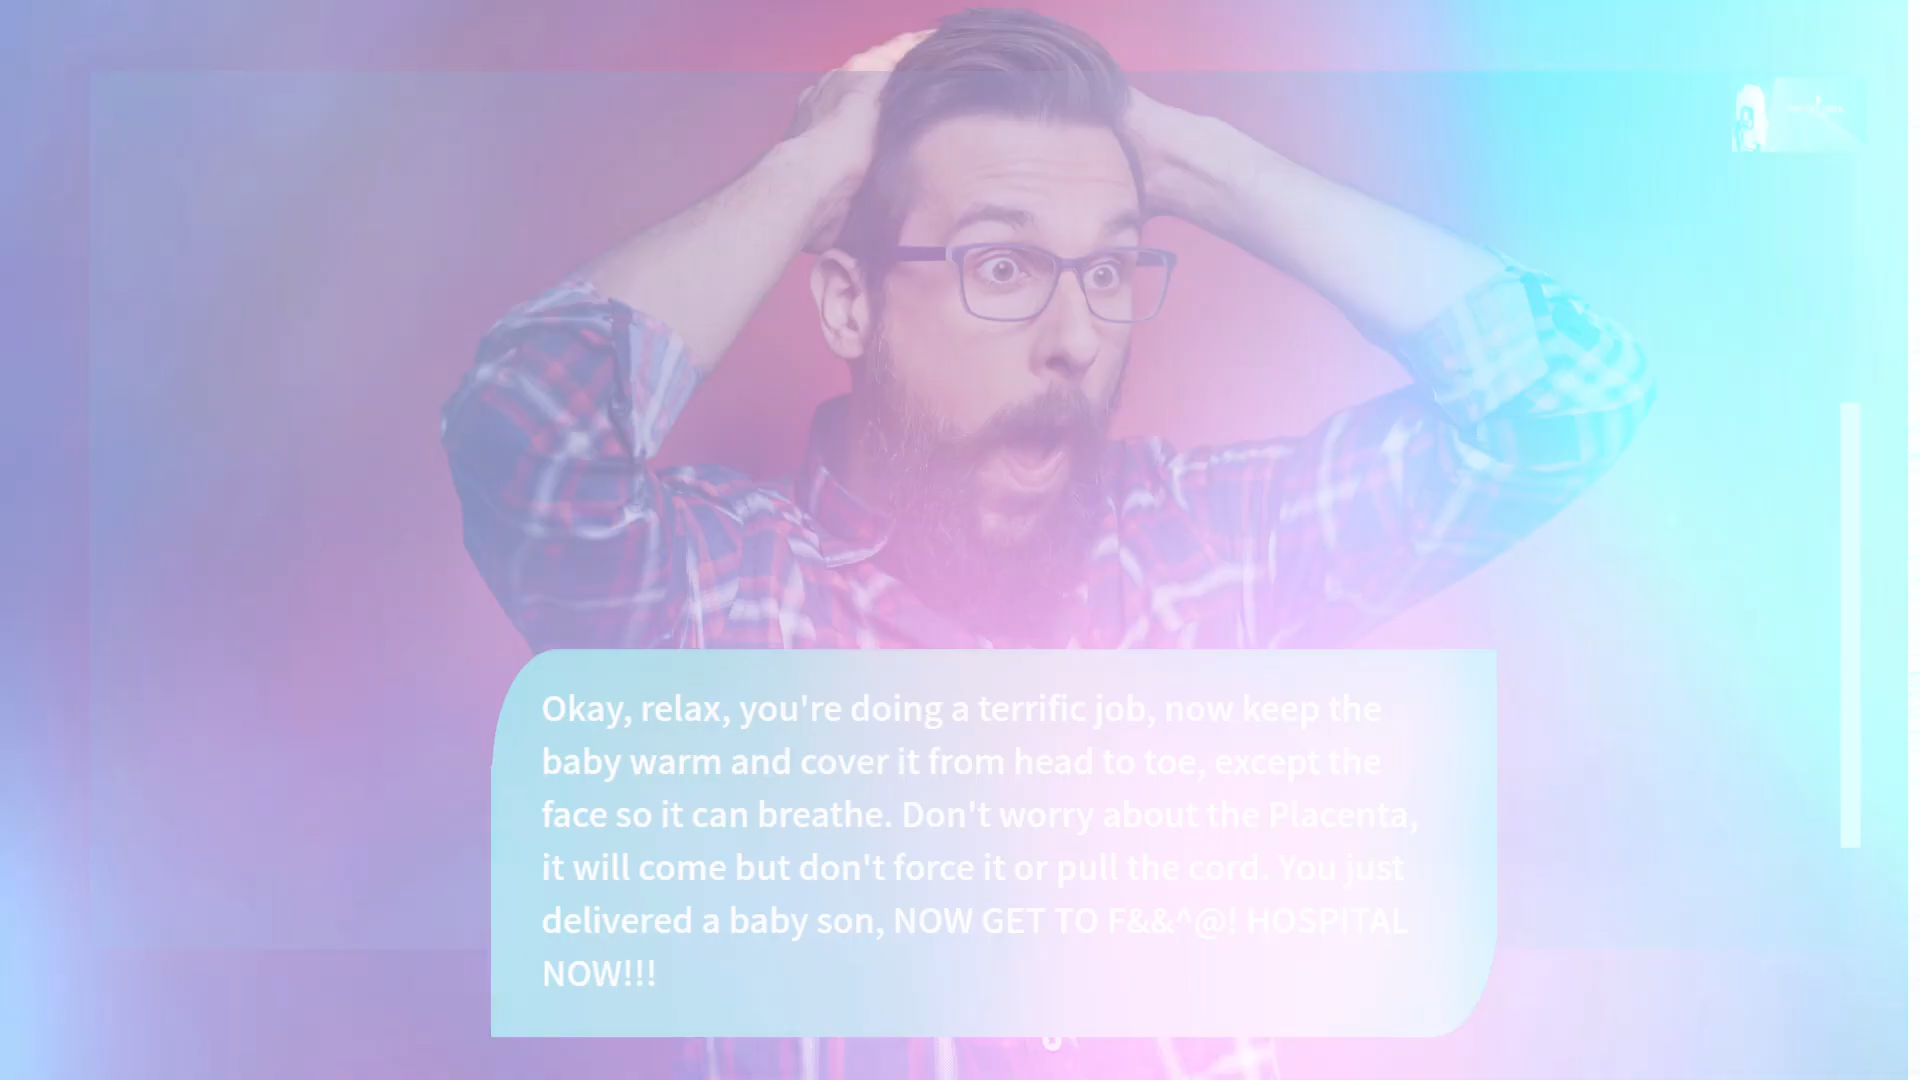 Okay, relax, you're doing a terrific job, now keep the
baby warm and cover it from head to toe, except the
face so it can breathe. Don't worry about the Placenta,
it will come but don't force it or pull the cord. You just
delivered a baby son, NOW GET TO F&&^@! HOSPITAL
NOW!!!